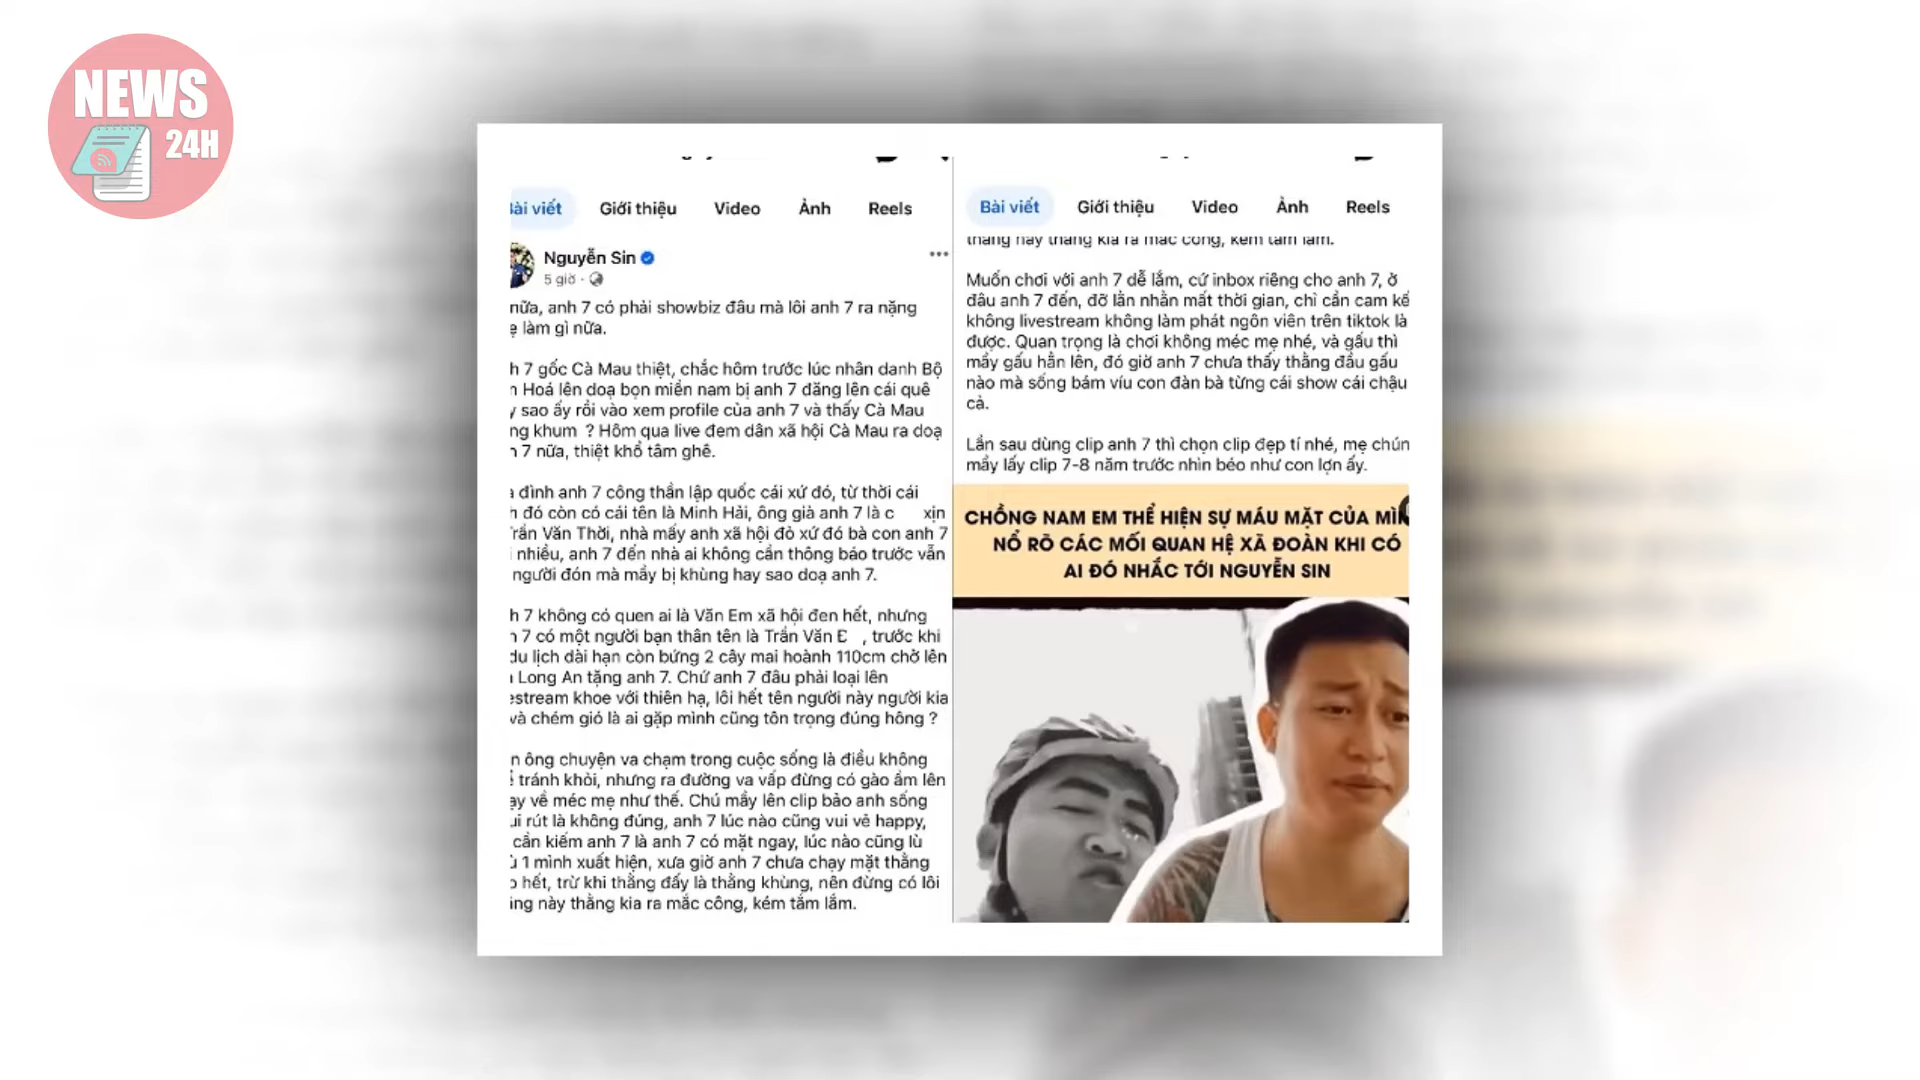 NEWS
24H
Bài viết Giới thiệu Video Ảnh Reels
Nguyễn Sin
5 giờ
nữa, anh 7 có phải showbiz đâu mà lôi anh 7 ra nặng
làm gì nữa.
7 gốc Cà Mau thiệt, chắc hôm trước lúc nhân danh Bộ
Hoá lên doạ bọn miền nam bị anh 7 đăng lên cái quê
sao ấy rồi vào xem profile của anh 7 và thấy Cà Mau
khum ? Hôm qua live đem dân xã hội Cà Mau ra doạ
7 nữa, thiệt khổ tâm ghê.
đình anh 7 công thần lập quốc cái xứ đó, từ thời cái
đó còn có cái tên là Minh Hải, ông già anh 7 là c xịn
Trần Văn Thời, nhà mấy anh xã hội đỏ xứ đó bà con anh 7
nhiều, anh 7 đến nhà ai không cần thông báo trước vẫn
người đón mà mầy bị khùng hay sao doạ anh 7.
7 không có quen ai là Văn Em xã hội đen hết, nhưng
7 có một người bạn thân tên là Trần Văn Đ , trước khi
du lịch dài hạn còn bứng 2 cây mai hoành 110cm chở lên
Long An tặng anh 7. Chứ anh 7 đâu phải loại lên
estream khoe với thiên hạ, lôi hết tên người này người kia
và chém gió là ai gặp mình cũng tôn trọng đúng hông ?
ông chuyện va chạm trong cuộc sống là điều không
tránh khỏi, nhưng ra đường va vấp đừng có gào ầm lên
về méc mẹ như thế. Chú mầy lên clip bảo anh sống
rút là không đúng, anh 7 lúc nào cũng vui vẻ happy,
cần kiếm anh 7 là anh 7 có mặt ngay, lúc nào cũng lù
1 mình xuất hiện, xưa giờ anh 7 chưa chạy mặt thằng
hết, trừ khi thằng đấy là thằng khùng, nên đừng có lôi
này thằng kia ra mắc công, kém tắm lắm.
Bài viết Giới thiệu Video Ảnh Reels
thằng này thằng kia ra mắc công, kém tắm lắm.
Muốn chơi với anh 7 dễ lắm, cứ inbox riêng cho anh 7, ở
đâu anh 7 đến, đỡ lằn nhằn mất thời gian, chỉ cần cam kế
không livestream không làm phát ngôn viên trên tiktok là
được. Quan trọng là chơi không méc mẹ nhé, và gấu thì
mầy gấu hẳn lên, đó giờ anh 7 chưa thấy thằng đầu gấu
nào mà sống bám víu con đàn bà từng cái show cái chậu
cả.
Lần sau dùng clip anh 7 thì chọn clip đẹp tí nhé, mẹ chún
mầy lấy clip 7-8 năm trước nhìn béo như con lợn ấy.
CHỒNG NAM EM THỂ HIỆN SỰ MÁU MẶT CỦA MÌN
NỔ RÕ CÁC MỐI QUAN HỆ XÃ ĐOÀN KHI CÓ
AI ĐÓ NHẮC TỚI NGUYỄN SIN